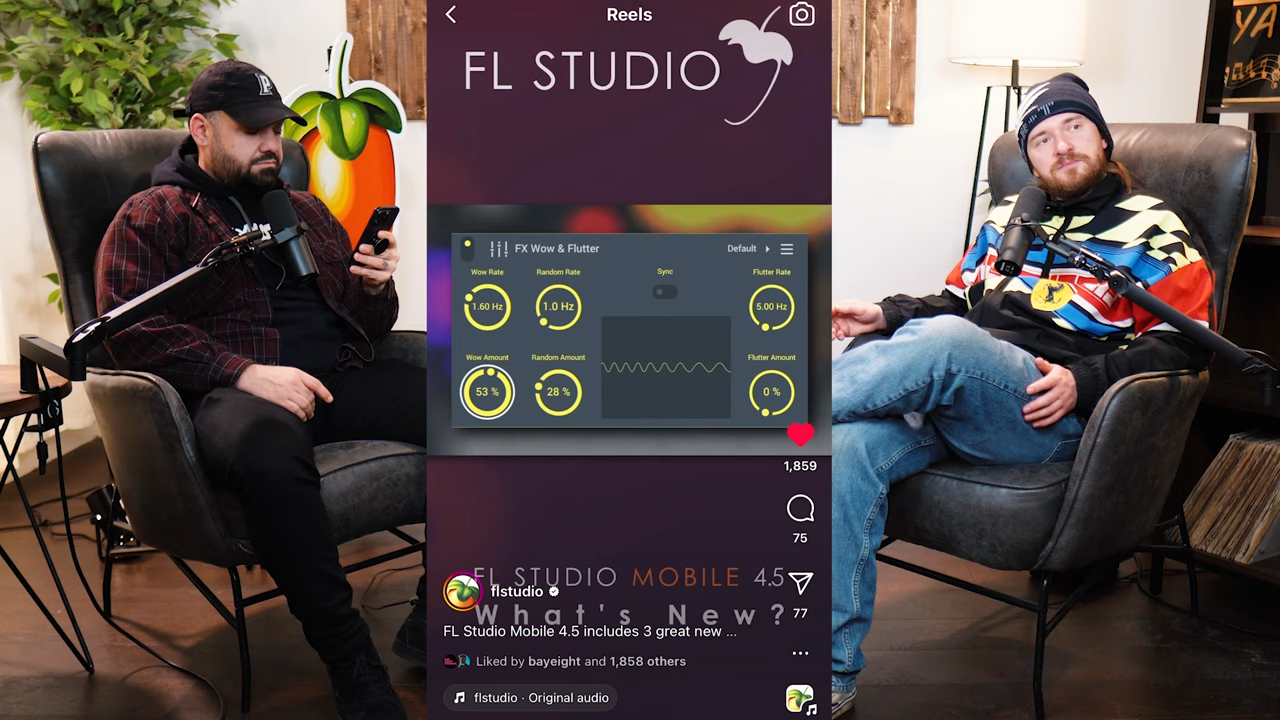 Reels
FL STUDIO
FX Wow & Flutter
Default
Wow Rate
Random Rate
Sync
Flutter Rate
1.60 Hz
1.0 Hz
5.00 Hz
Wow Amount
Random Amount
Flutter Amount
53 %
28 %
0 %
1,859
75
FL STUDIO MOBILE 4.5
flstudio
What's New?
77
FL Studio Mobile 4.5 includes 3 great new ...
Liked by bayeight and 1,858 others
flstudio · Original audio
P
YA